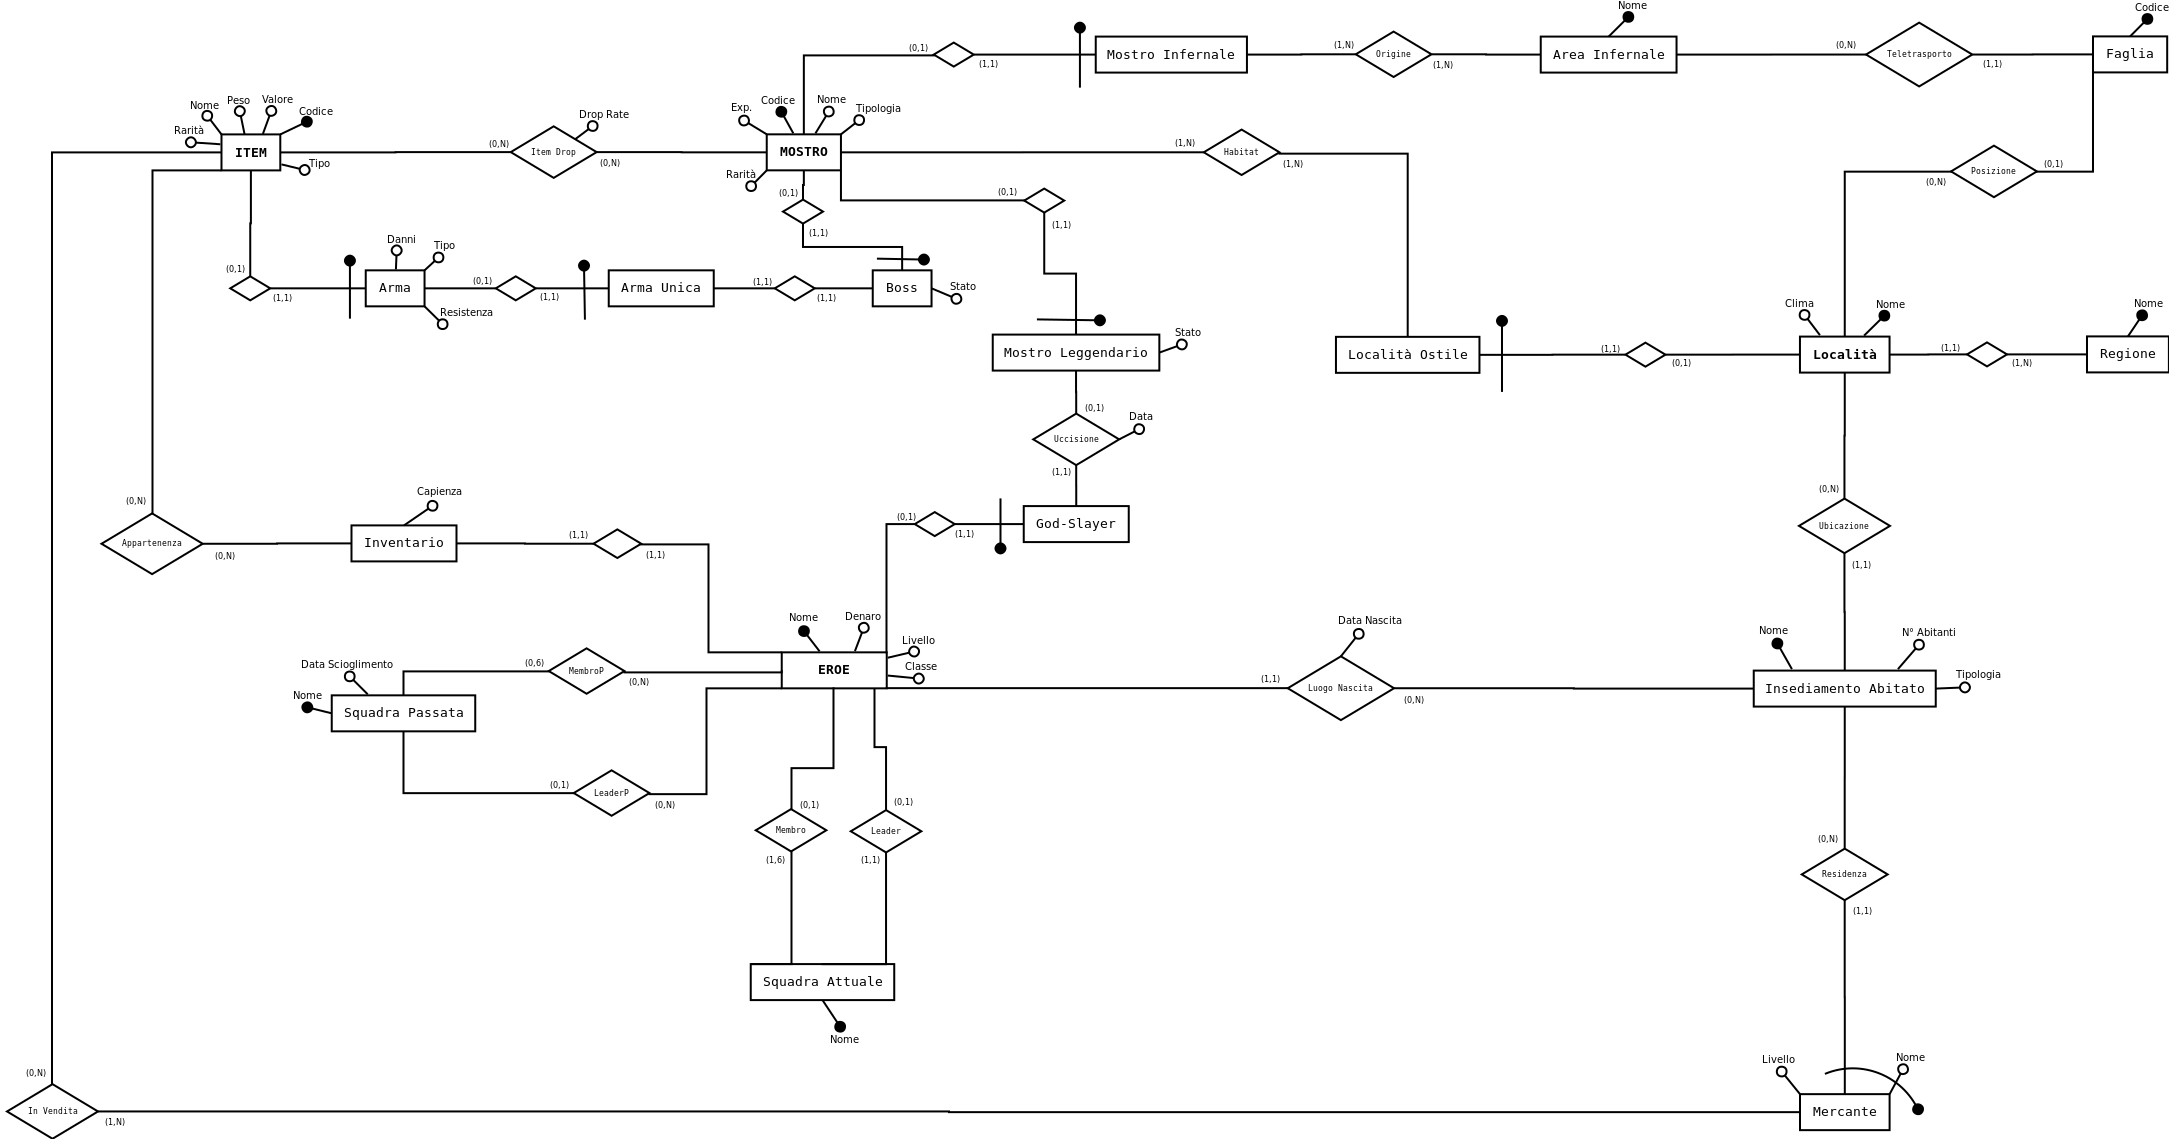 Nome
Codice
(0,1)
(1,1)
Mostro Infernale
(1,N)
Origine
(1,N)
Area Infernale
(0,N)
Teletrasporto
(1,1)
Faglia
Nome
Peso
Valore
Codice
Rarità
ITEM
Tipo
(0,N)
Item Drop
Drop Rate
(0,N)
Exp.
Codice
Nome
Tipologia
MOSTRO
Rarità
(1,N)
Habitat
(1,N)
(0,N)
Posizione
(0,1)
(0,1)
(1,1)
(0,1)
(1,1)
Danni
Tipo
(0,1)
(1,1)
Arma
Resistenza
(0,1)
(1,1)
Arma Unica
(1,1)
(1,1)
Boss
Stato
Mostro Leggendario
Stato
Località Ostile
(1,1)
(0,1)
Clima
Nome
Località
(1,1)
(1,N)
Nome
Regione
(0,1)
Data
Uccisione
(1,1)
(0,N)
Ubicazione
(1,1)
(0,N)
Appartenenza
(0,N)
Capienza
Inventario
(1,1)
(1,1)
(0,1)
(1,1)
God-Slayer
Nome
Denaro
Livello
Classe
EROE
Data Scioglimento
Nome
Squadra Passata
(0,6)
MembroP
(0,N)
(0,1)
LeaderP
(0,N)
(1,1)
Data Nascita
Luogo Nascita
(0,N)
Nome
N° Abitanti
Tipologia
Insediamento Abitato
(0,1)
Membro
(1,6)
(0,1)
Leader
(1,1)
(0,N)
Residenza
(1,1)
Squadra Attuale
Nome
(0,N)
In Vendita
(1,N)
Livello
Nome
Mercante